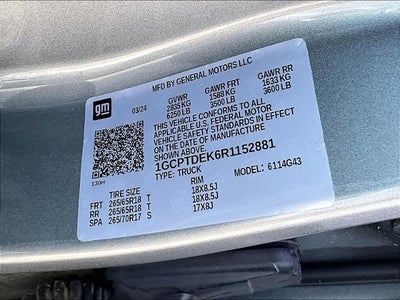 gm
MFD BY GENERAL MOTORS LLC
03/24 GVWR GAWR FRT GAWR RR
2835 KG 1588 KG 1633 KG
6250 LB 3500 LB 3600 LB
THIS VEHICLE CONFORMS TO ALL
APPLICABLE U.S. FEDERAL MOTOR
VEHICLE SAFETY STANDARDS IN
EFFECT ON THE DATE OF MANUFACTURE
SHOWN ABOVE.
1GCPTDEK6R1152881
TYPE: TRUCK MODEL: 6114G43
TIRE SIZE RIM
FRT 265/65R18 T 18X8.5J
RR 265/65R18 T 18X8.5J
SPA 265/70R17 S 17X8J